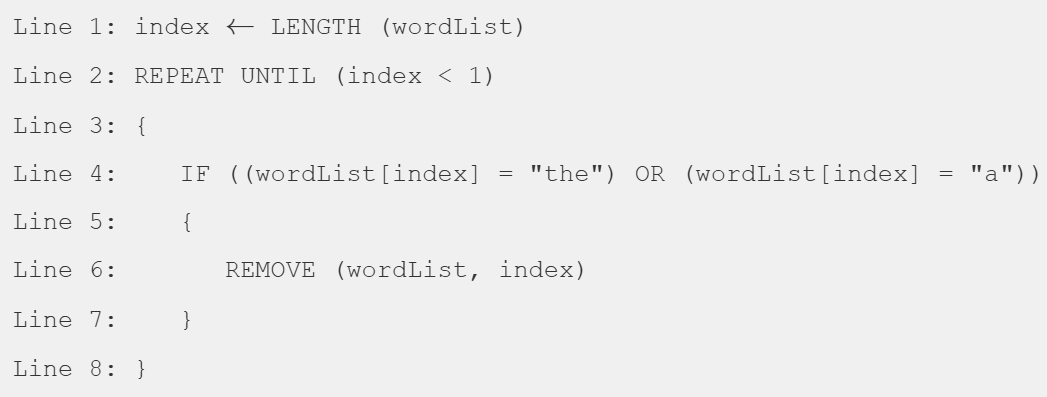 Line 1: index ← LENGTH (wordList)
Line 2: REPEAT UNTIL (index < 1)
Line 3: {
Line 4:    IF ((wordList[index] = "the") OR (wordList[index] = "a"))
Line 5:    {
Line 6:       REMOVE (wordList, index)
Line 7:    }
Line 8: }